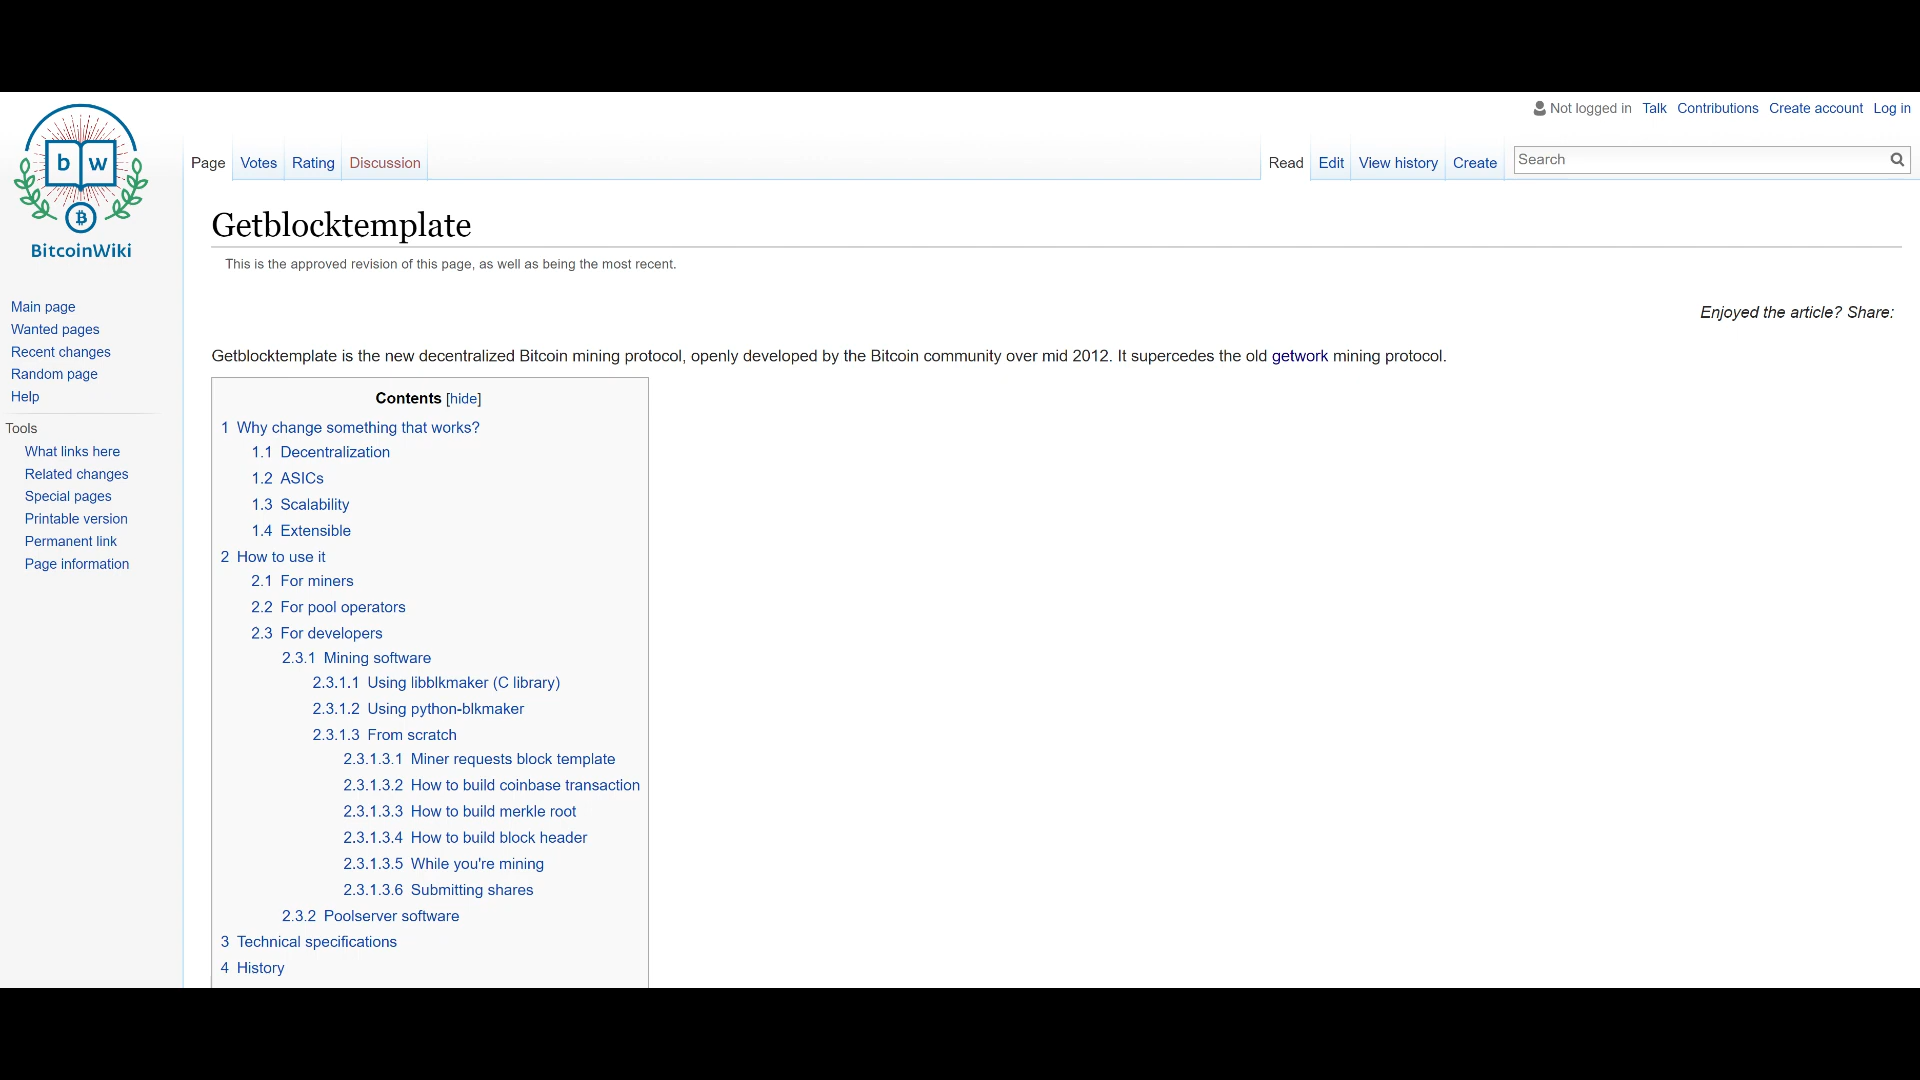 Not logged in Talk Contributions Create account Log in
b w
BitcoinWiki
Page Votes Rating Discussion Read Edit View history Create Search
Getblocktemplate
This is the approved revision of this page, as well as being the most recent.
Enjoyed the article? Share:
Getblocktemplate is the new decentralized Bitcoin mining protocol, openly developed by the Bitcoin community over mid 2012. It supercedes the old getwork mining protocol.
Main page
Wanted pages
Recent changes
Random page
Help
Tools
What links here
Related changes
Special pages
Printable version
Permanent link
Page information
Contents [hide]
1 Why change something that works?
1.1 Decentralization
1.2 ASICs
1.3 Scalability
1.4 Extensible
2 How to use it
2.1 For miners
2.2 For pool operators
2.3 For developers
2.3.1 Mining software
2.3.1.1 Using libblkmaker (C library)
2.3.1.2 Using python-blkmaker
2.3.1.3 From scratch
2.3.1.3.1 Miner requests block template
2.3.1.3.2 How to build coinbase transaction
2.3.1.3.3 How to build merkle root
2.3.1.3.4 How to build block header
2.3.1.3.5 While you're mining
2.3.1.3.6 Submitting shares
2.3.2 Poolserver software
3 Technical specifications
4 History